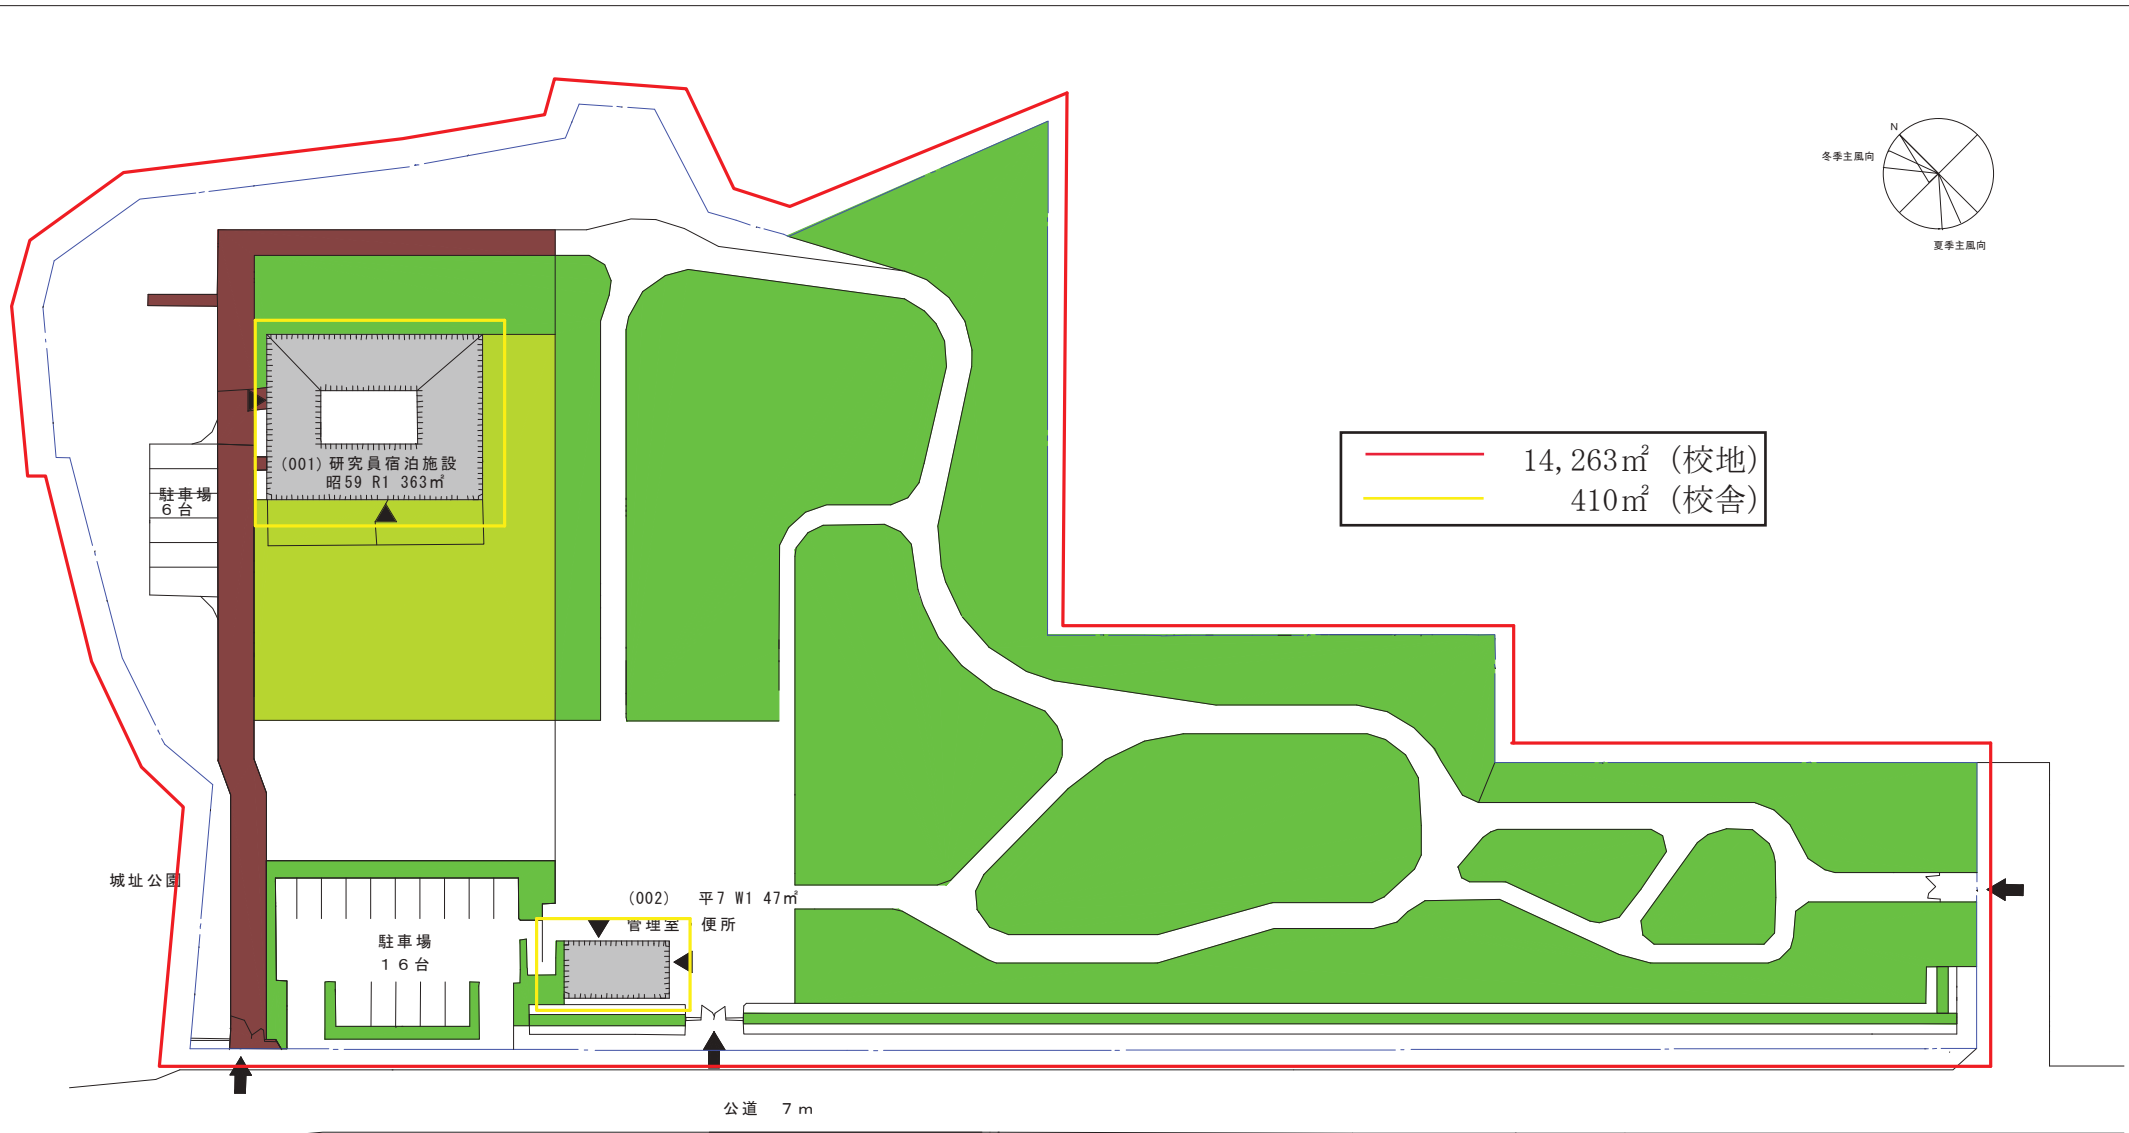 N
冬季主風向
夏季主風向
14,263㎡（校地）
410㎡（校舎）
(001) 研究員宿泊施設
昭59 R1 363㎡
駐車場
６台
城址公園
(002) 平7 W1 47㎡
管理室 便所
駐車場
１６台
公道 ７ｍ